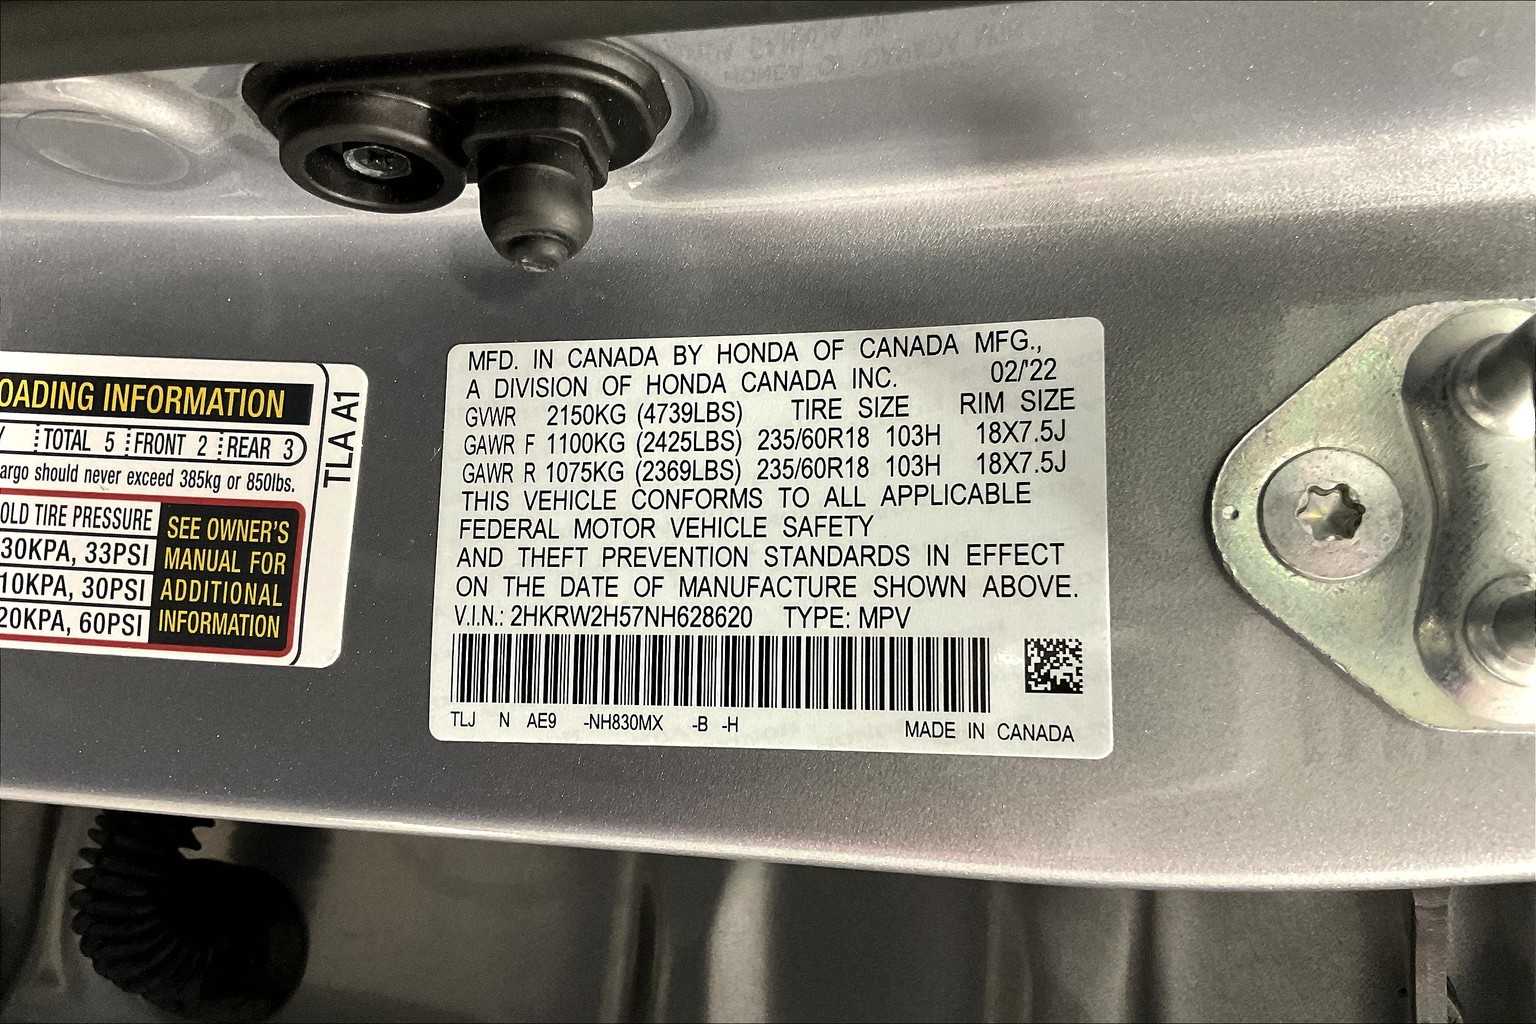 OADING INFORMATION
TOTAL 5 FRONT 2 REAR 3
argo should never exceed 385kg or 850lbs.
OLD TIRE PRESSURE
30KPA, 33PSI
10KPA, 30PSI
20KPA, 60PSI
SEE OWNER'S
MANUAL FOR
ADDITIONAL
INFORMATION
TLA A1
MFD. IN CANADA BY HONDA OF CANADA MFG.,
A DIVISION OF HONDA CANADA INC. 02/'22
GVWR 2150KG (4739LBS) TIRE SIZE RIM SIZE
GAWR F 1100KG (2425LBS) 235/60R18 103H 18X7.5J
GAWR R 1075KG (2369LBS) 235/60R18 103H 18X7.5J
THIS VEHICLE CONFORMS TO ALL APPLICABLE
FEDERAL MOTOR VEHICLE SAFETY
AND THEFT PREVENTION STANDARDS IN EFFECT
ON THE DATE OF MANUFACTURE SHOWN ABOVE.
V.I.N.: 2HKRW2H57NH628620 TYPE: MPV
TLJ N AE9 -NH830MX -B -H MADE IN CANADA